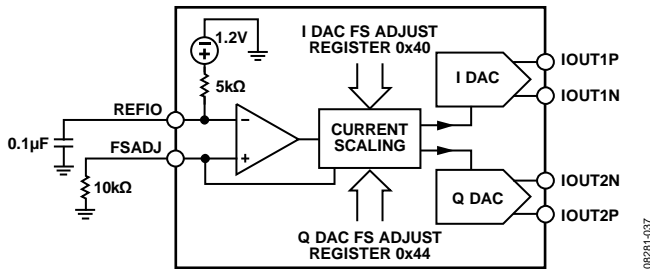 1.2V
I DAC FS ADJUST
REGISTER 0x40
5kΩ
REFIO
0.1µF
FSADJ
10kΩ
−
+
CURRENT
SCALING
I DAC
IOUT1P
IOUT1N
Q DAC
IOUT2N
IOUT2P
Q DAC FS ADJUST
REGISTER 0x44
08281-037